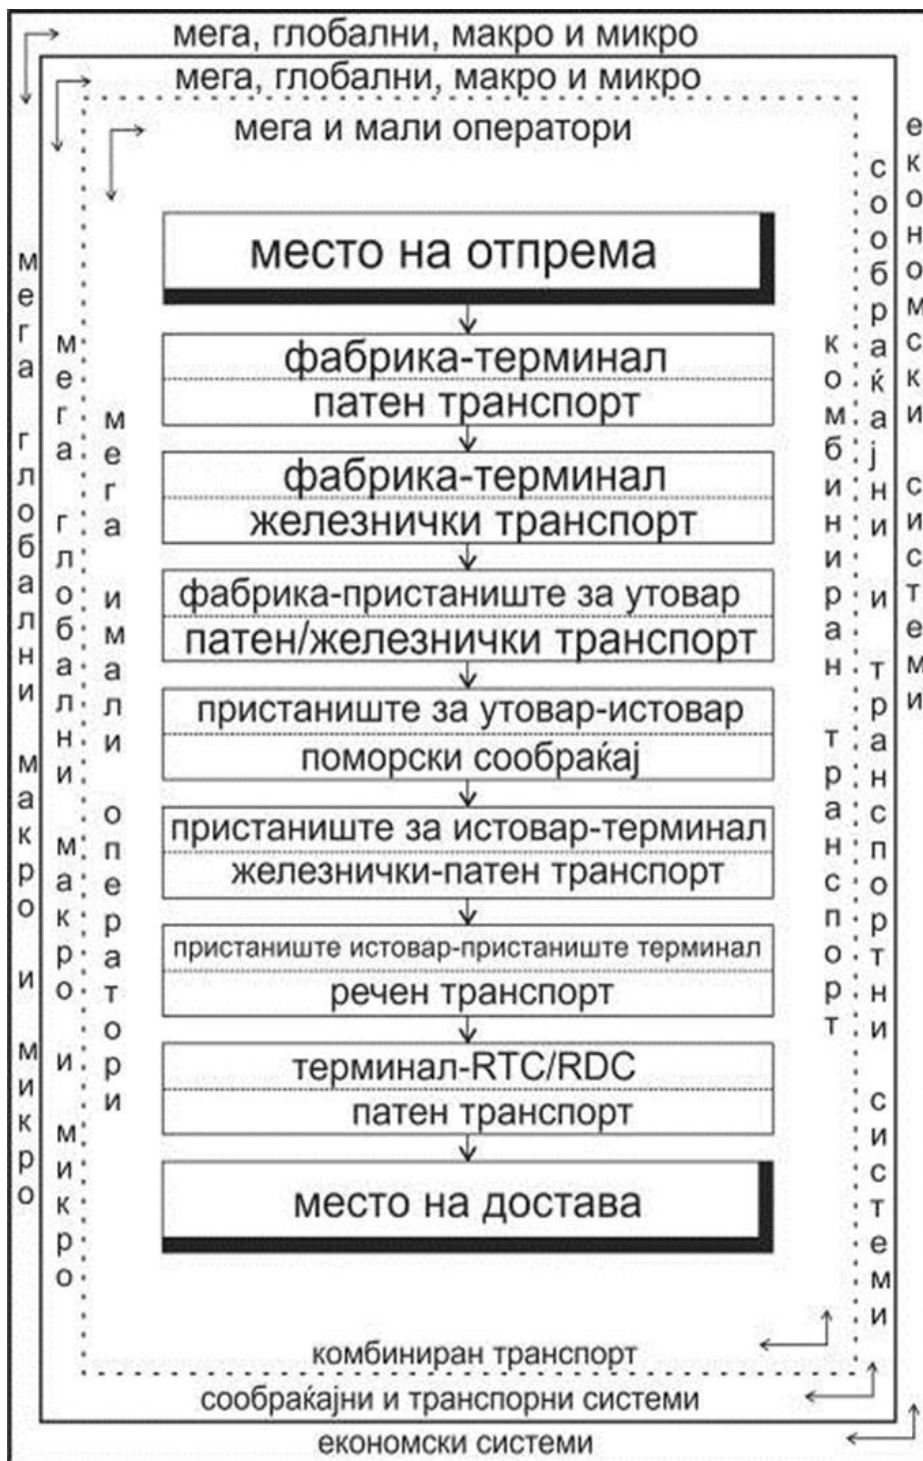 мега, глобални, макро и микро
мега, глобални, макро и микро
мега и мали оператори
место на отпрема
фабрика-терминал
патен транспорт
фабрика-терминал
железнички транспорт
фабрика-пристаниште за утовар
патен/железнички транспорт
пристаниште за утовар-истовар
поморски сообраќај
пристаниште за истовар-терминал
железнички-патен транспорт
пристаниште истовар-пристаниште терминал
речен транспорт
терминал-RTC/RDC
патен транспорт
место на достава
мега глобални макро и микро
мега глобални макро и микро
мега имали оператори
комбиниран транспорт
сообраќајни и транспортни системи
економски системи
комбиниран транспорт
сообраќајни и транспорни системи
економски системи